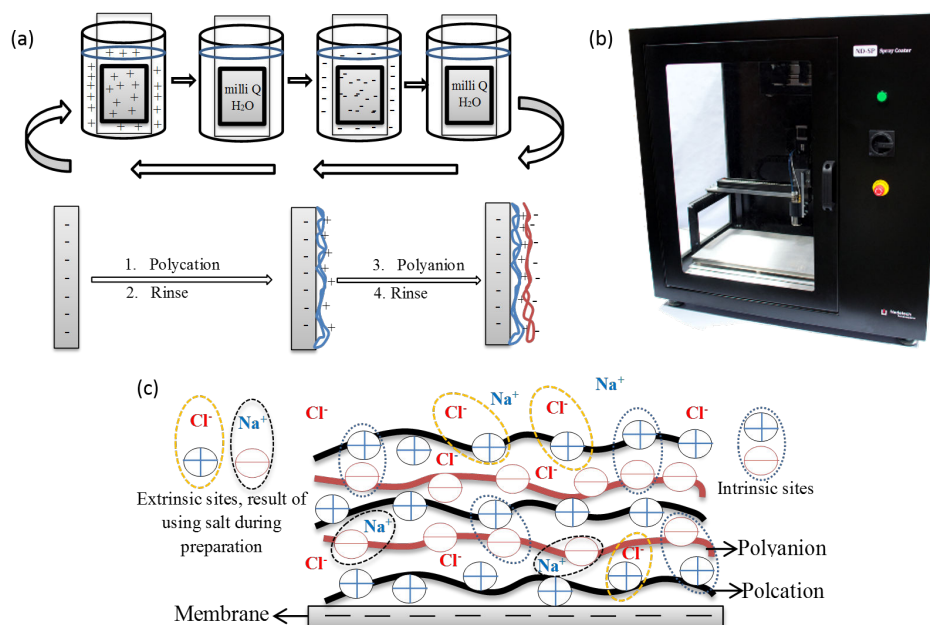 (a)
milli Q
H₂O
milli Q
H₂O
1. Polycation
2. Rinse
3. Polyanion
4. Rinse
(b)
ND-SP Spray Coater
(c)
Cl⁻
Na⁺
Extrinsic sites, result of
using salt during
preparation
Cl⁻
Cl⁻
Na⁺
Cl⁻
Na⁺
Cl⁻
Cl⁻
Cl⁻
Na⁺
Cl⁻
Cl⁻
Na⁺
Cl⁻
Intrinsic sites
Polyanion
Polcation
Membrane